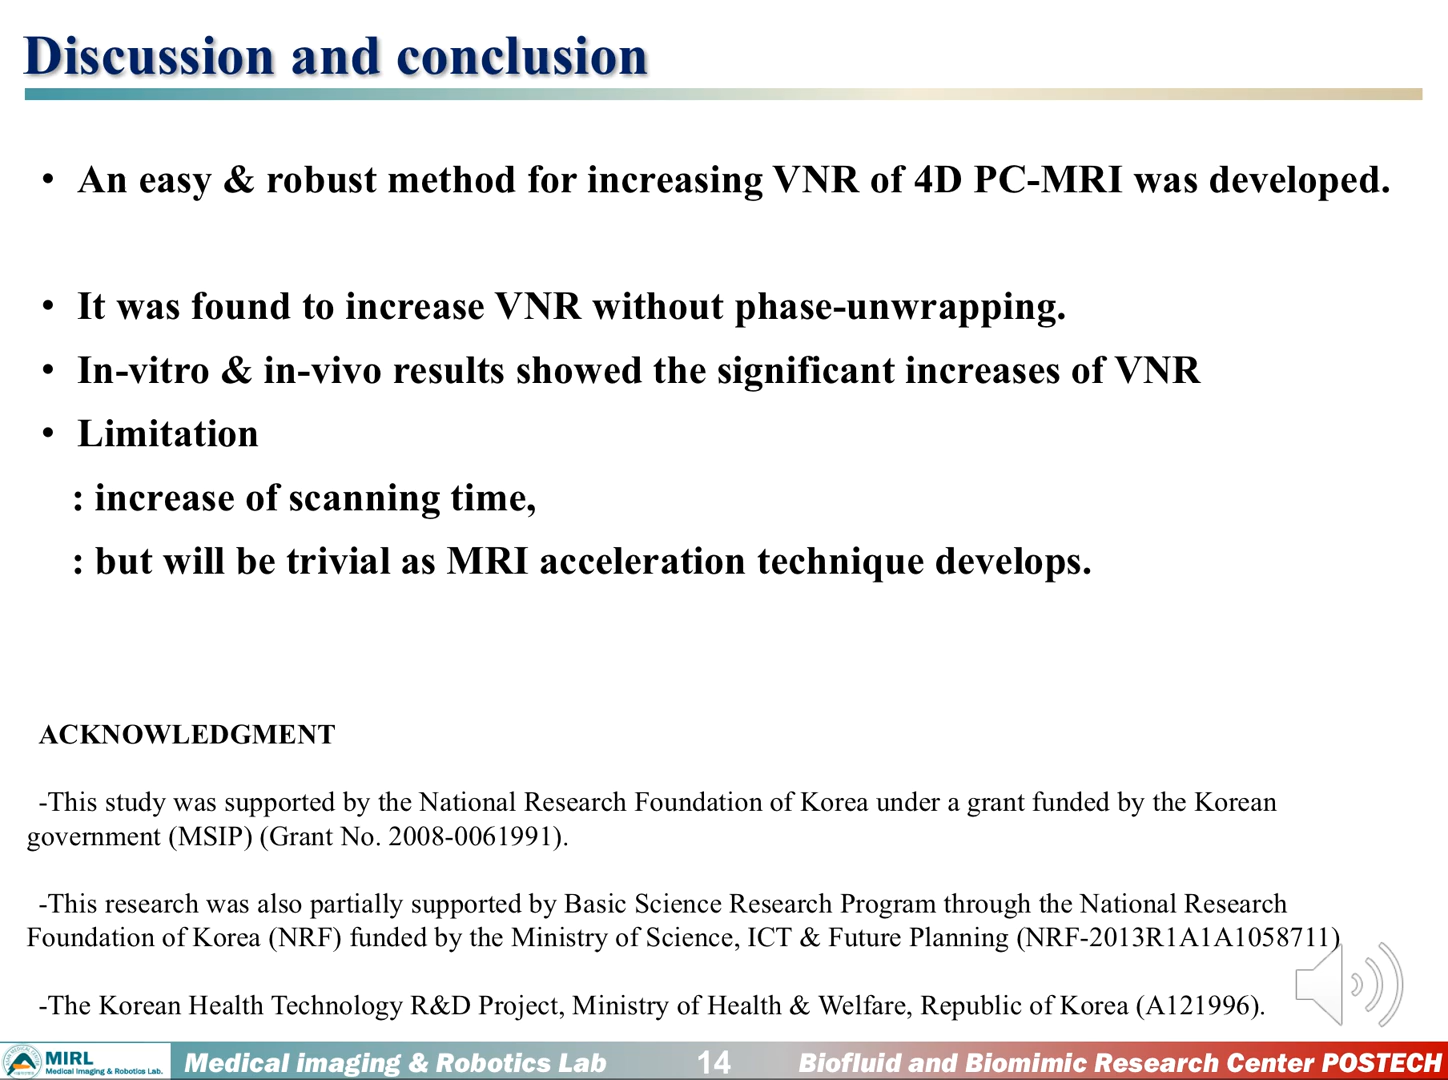 Discussion and conclusion
• An easy & robust method for increasing VNR of 4D PC-MRI was developed.
• It was found to increase VNR without phase-unwrapping.
• In-vitro & in-vivo results showed the significant increases of VNR
• Limitation
: increase of scanning time,
: but will be trivial as MRI acceleration technique develops.
ACKNOWLEDGMENT
-This study was supported by the National Research Foundation of Korea under a grant funded by the Korean
government (MSIP) (Grant No. 2008-0061991).
-This research was also partially supported by Basic Science Research Program through the National Research
Foundation of Korea (NRF) funded by the Ministry of Science, ICT & Future Planning (NRF-2013R1A1A1058711)
-The Korean Health Technology R&D Project, Ministry of Health & Welfare, Republic of Korea (A121996).
MIRL
Medical Imaging & Robotics Lab.
Medical imaging & Robotics Lab
14
Biofluid and Biomimic Research Center POSTECH